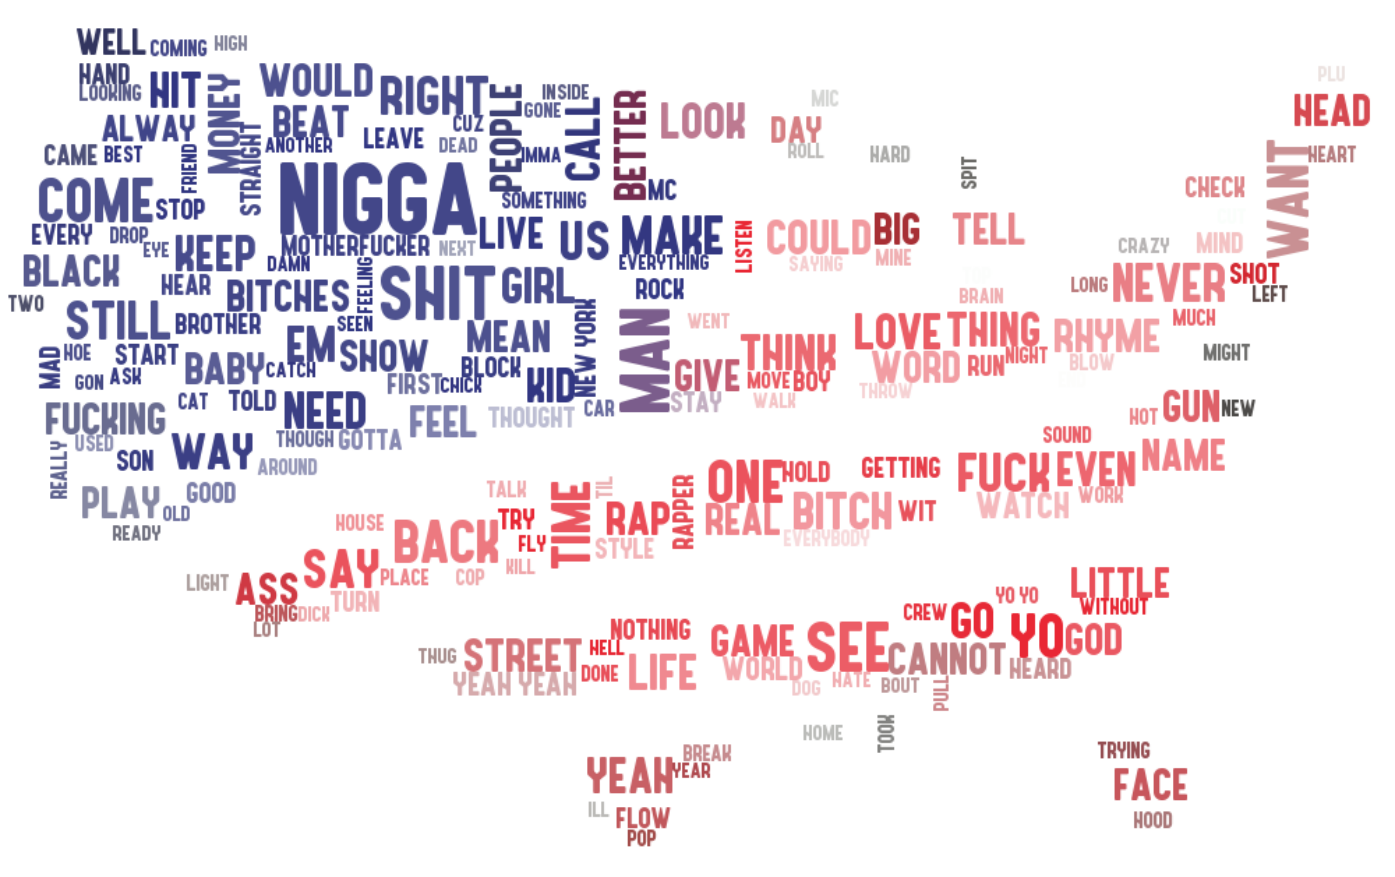 WELL COMING HIGH
HAND
LOOKING
HIT
MONEY
WOULD
RIGHT
PEOPLE
INSIDE
GONE
CALL
BETTER
LOOK
MIC
DAY
ROLL
PLU
HEAD
HEART
WANT
ALWAY
BEAT
CUZ
LEAVE
ANOTHER
DEAD
IMMA
CAME BEST
FRIEND
STRAIGHT
HARD
SPIT
CHECK
COME STOP
NIGGA
SOMETHING
MC
EVERY DROP
EYE KEEP
MOTHERFUCKER NEXT LIVE US MAKE
LISTEN
COULD BIG
SAYING MINE
TELL
CRAZY MIND
BLACK
DAMN
FEELING
EVERYTHING
HEAR
BITCHES
SHIT GIRL
ROCK
BRAIN
LONG NEVER SHOT
LEFT
TWO
STILL BROTHER
SEEN
MEAN
NEW YORK
MAN
WENT
LOVE THING RHYME
MUCH
MAD HOE START
EM SHOW
THINK
WORD RUN NIGHT
BLOW
MIGHT
GON ASK
BABY CATCH
BLOCK
FIRST CHICK
KID
GIVE
MOVE BOY
THROW
CAT TOLD NEED
FEEL THOUGHT CAR
STAY
WALK
GUN NEW
HOT
FUCKING
USED
REALLY
SON WAY
THOUGH GOTTA
SOUND
NAME
AROUND
ONE HOLD
GETTING FUCK EVEN
PLAY OLD GOOD
TALK
TIME
TIL
RAPPER
WATCH WORK
READY
HOUSE BACK TRY
RAP
REAL BITCH WIT
FLY
STYLE
EVERYBODY
LIGHT ASS SAY PLACE COP KILL
BRING DICK TURN
LOT
LITTLE
YO YO
WITHOUT
CREW GO YO GOD
NOTHING
GAME SEE CANNOT HEARD
THUG STREET HELL
WORLD
YEAH YEAH DONE LIFE
DOG HATE BOUT PULL
HOME TOOK
BREAK
YEAH YEAR
TRYING
FACE
ILL FLOW
POP
HOOD